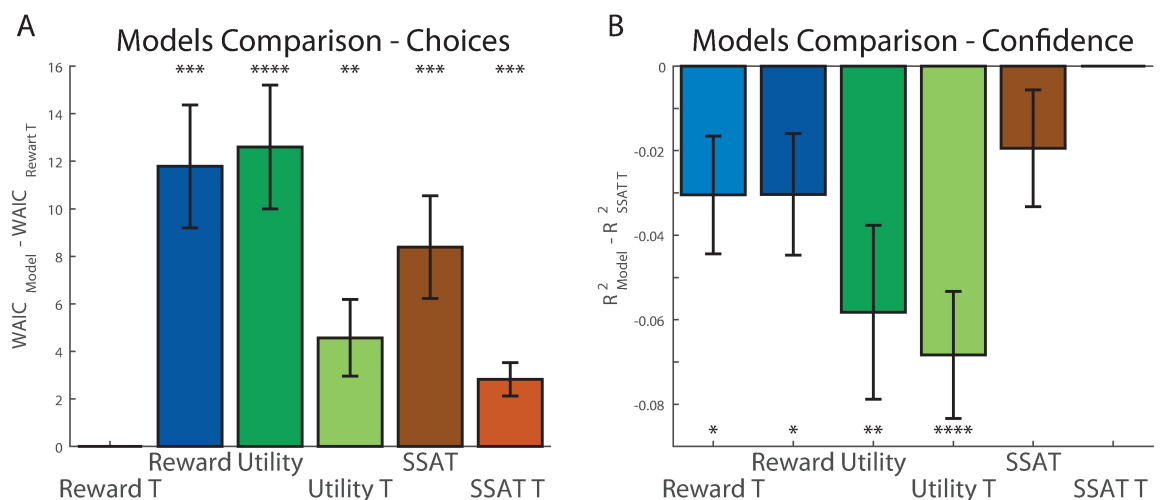 A
Models Comparison - Choices
*** **** ** *** ***
16
14
12
10
8
6
4
2
0
WAIC Model - WAIC Rewart T
Reward Utility SSAT
Reward T Utility T SSAT T
B
Models Comparison - Confidence
0
-0.02
-0.04
-0.06
-0.08
R² Model - R² SSAT T
* * ** ****
Reward Utility SSAT
Reward T Utility T SSAT T